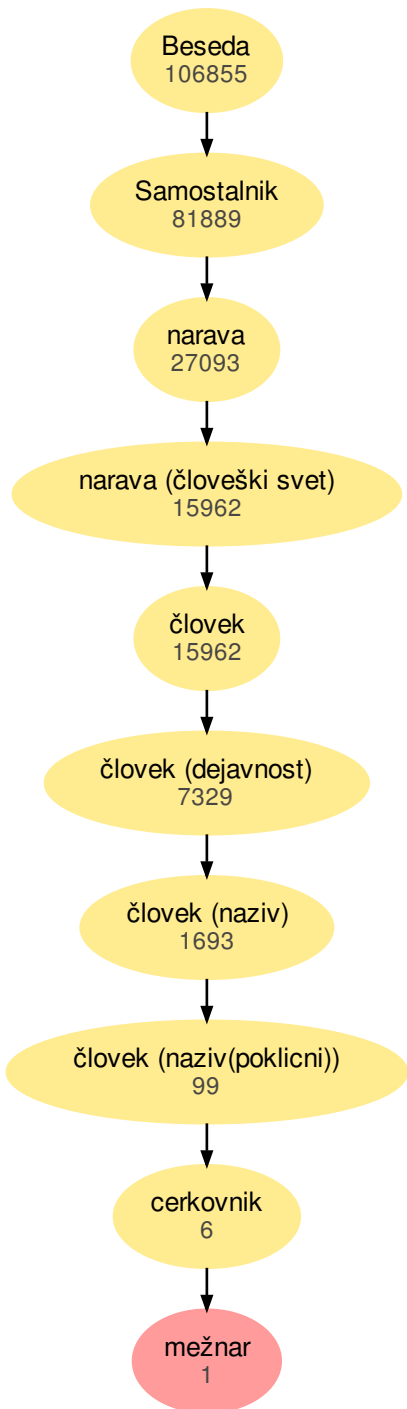 Beseda
106855
Samostalnik
81889
narava
27093
narava (človeški svet)
15962
človek
15962
človek (dejavnost)
7329
človek (naziv)
1693
človek (naziv(poklicni))
99
cerkovnik
6
mežnar
1